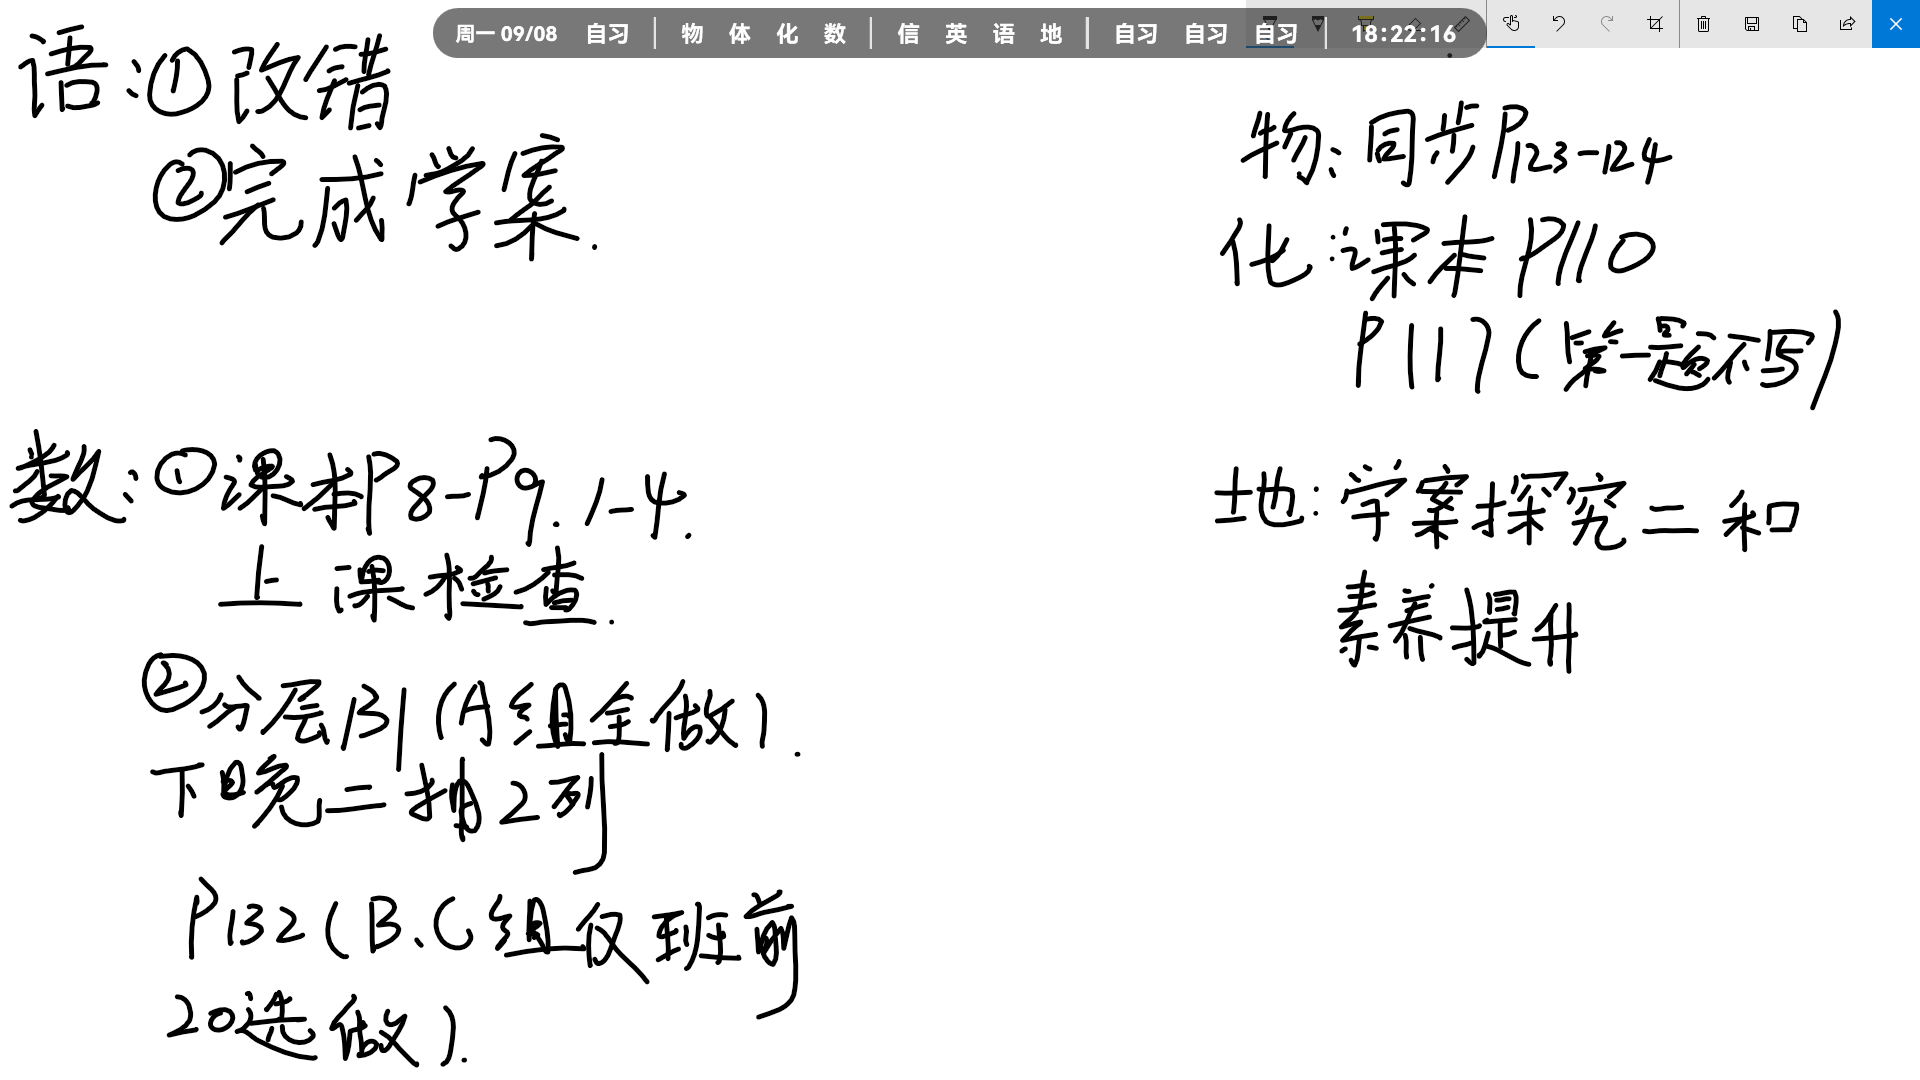 周一 09/08 自习 | 物 体 化 数 | 信 英 语 地 | 自习 自习 自习 | 18:22:16
语:①改错
②完成学案.
数:①课本P8-P9. 1-4.
上课检查.
②分层131(A组全做).
下晚二抽2列
P132(B、C组仅班前
20选做).
物:同步P123-124
化:课本P110
P117(第一题不写)
地:学案探究二和
素养提升